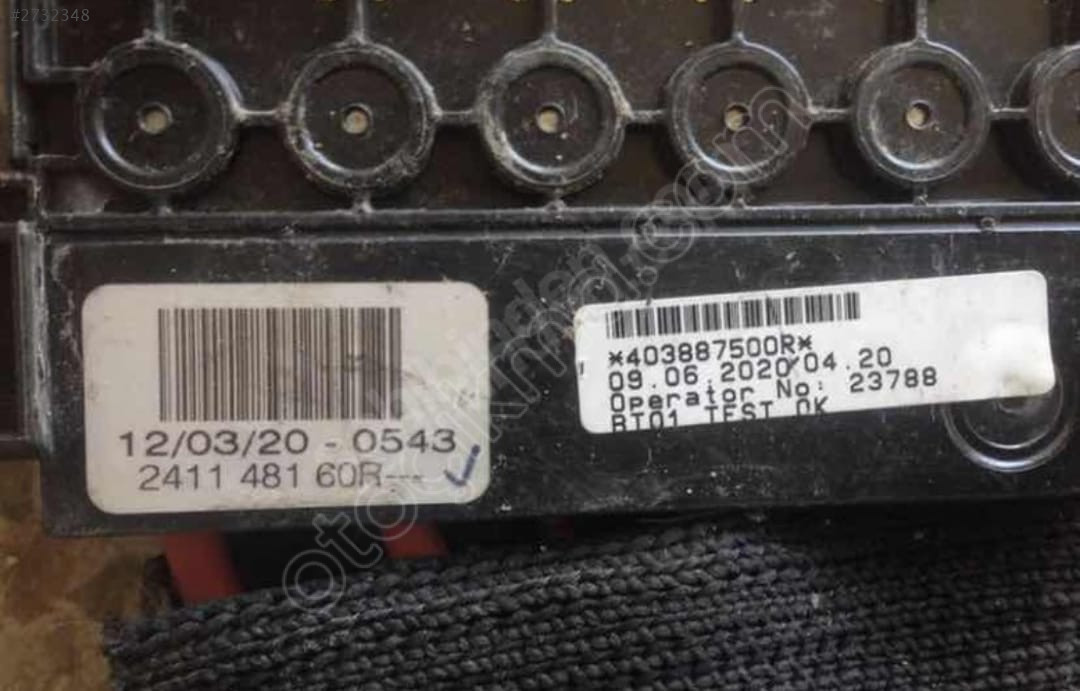 #2732348
12/03/20 - 0543
2411 481 60R---
*403887500R*
09.06.2020/04.20
Operator No: 23788
BT01 TEST OK